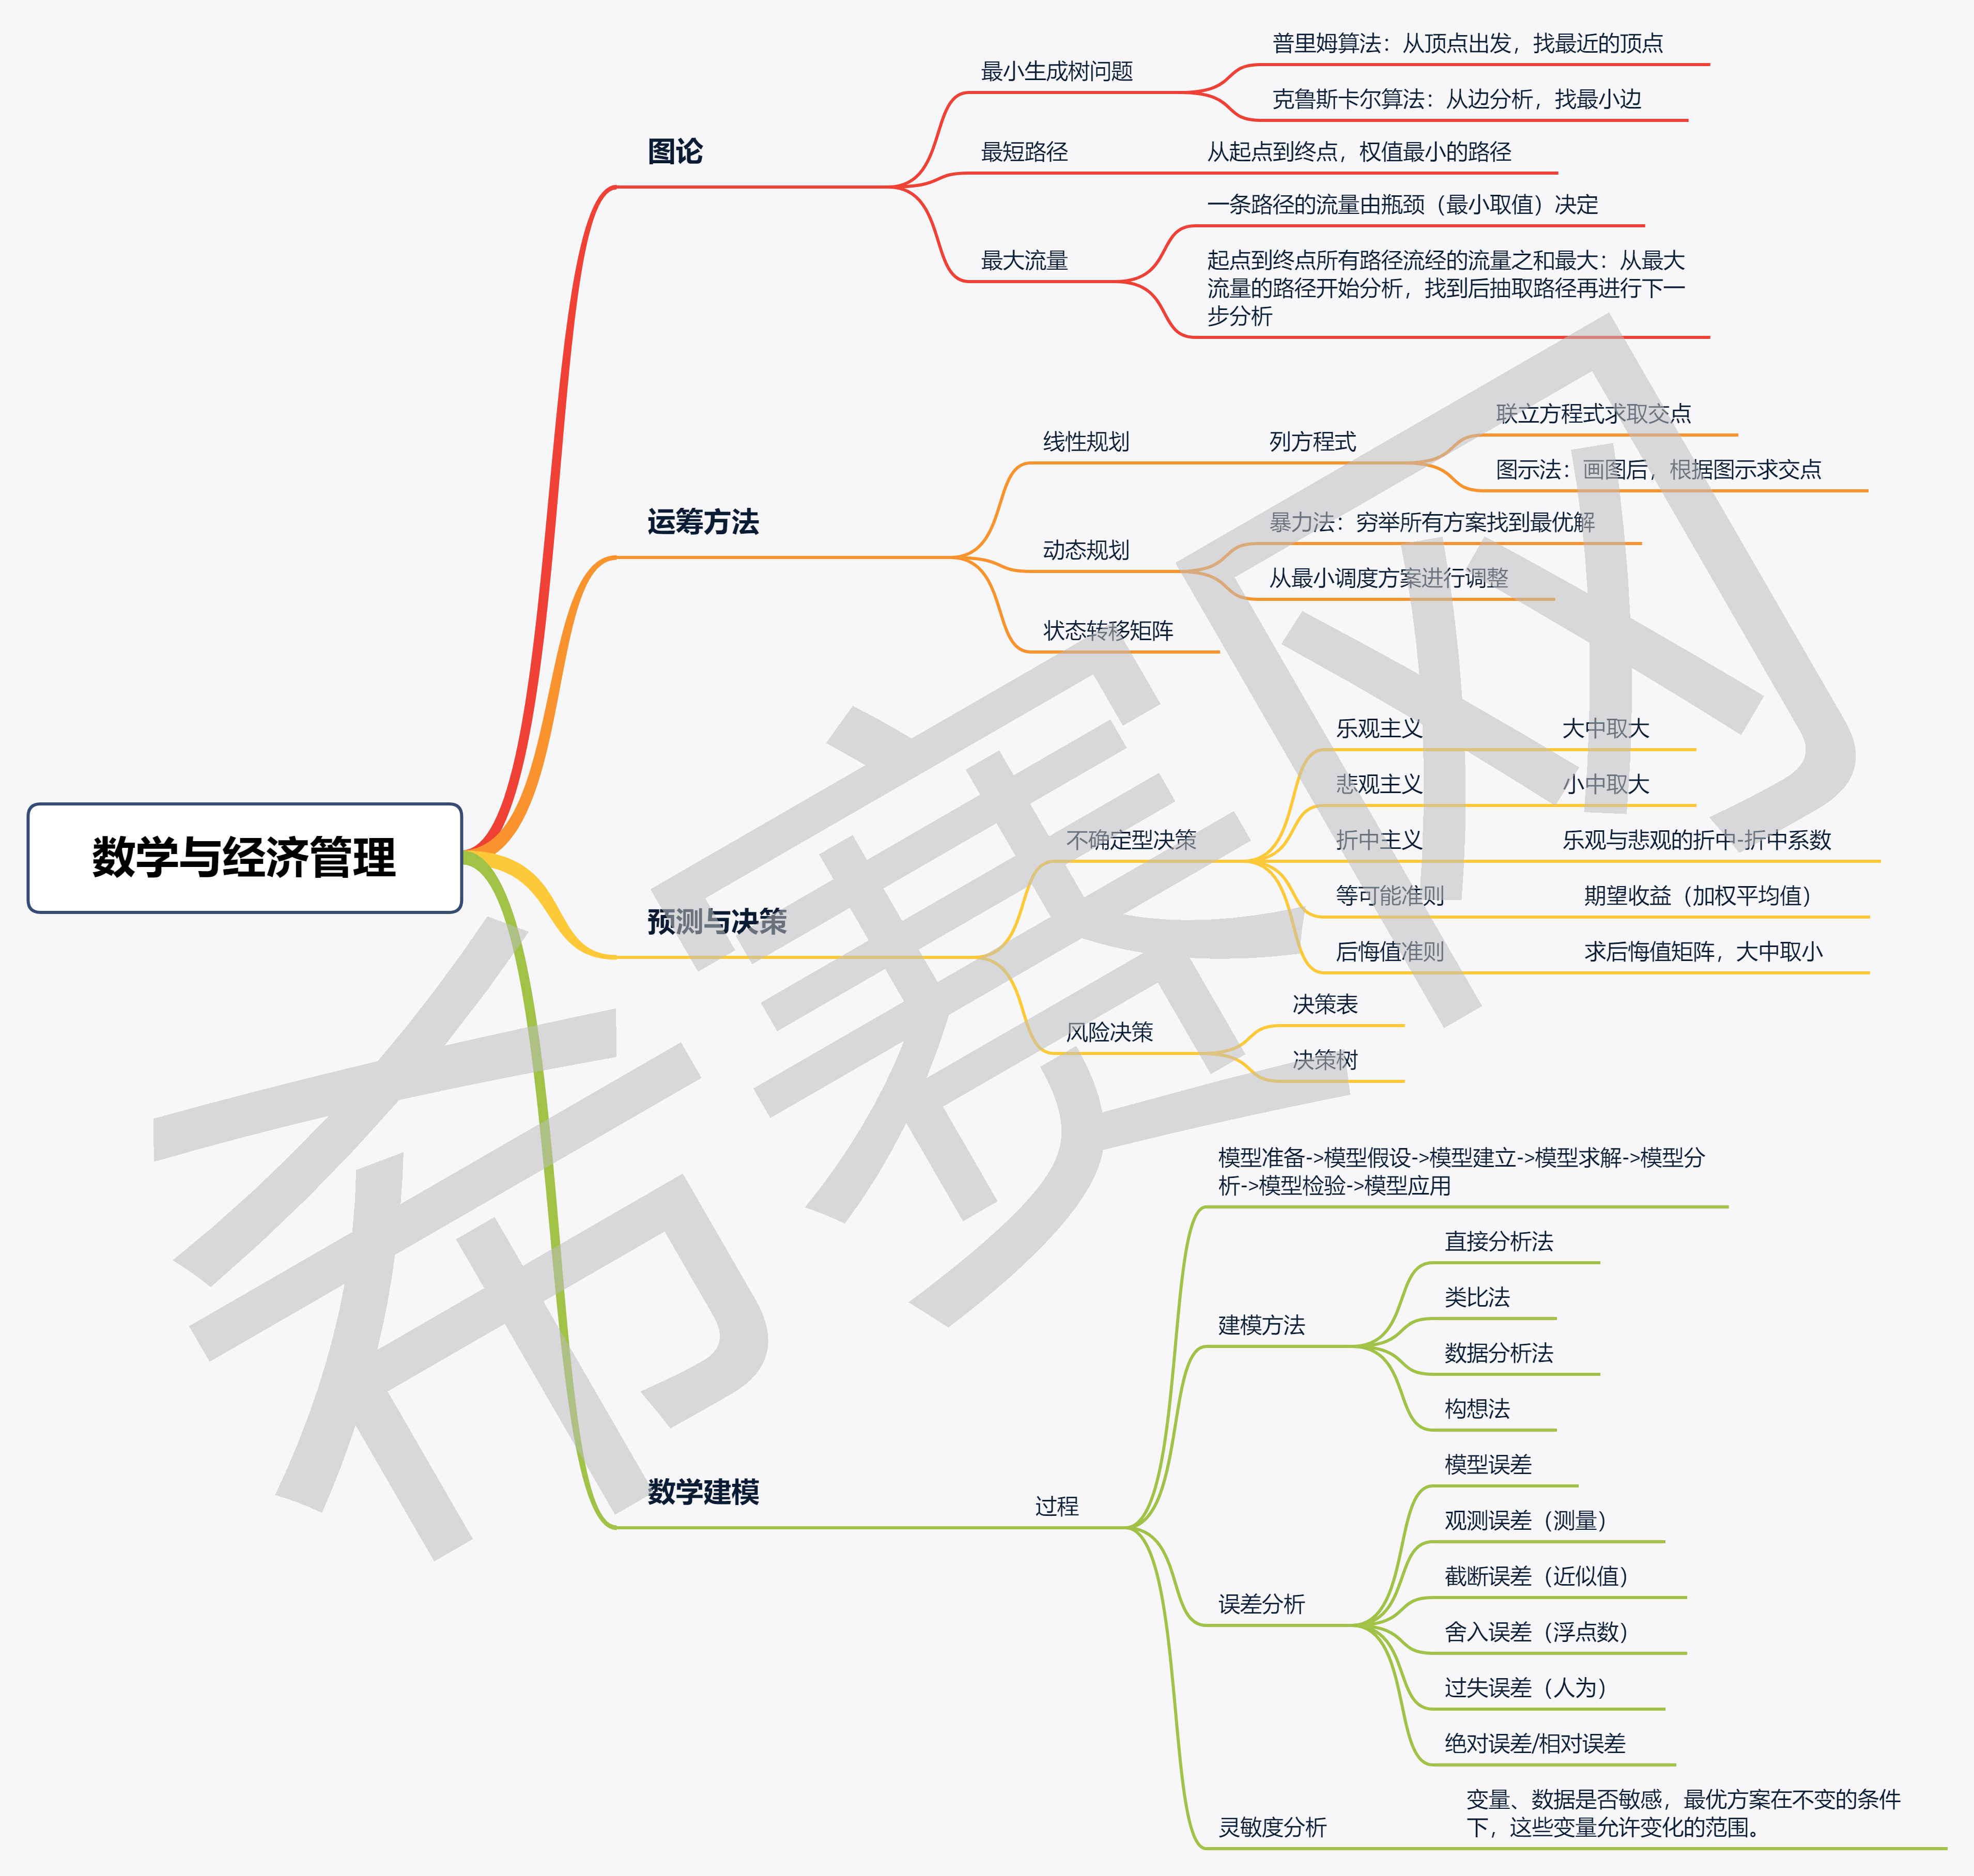 数学与经济管理
图论
最小生成树问题
普里姆算法：从顶点出发，找最近的顶点
克鲁斯卡尔算法：从边分析，找最小边
最短路径
从起点到终点，权值最小的路径
最大流量
一条路径的流量由瓶颈（最小取值）决定
起点到终点所有路径流经的流量之和最大：从最大
流量的路径开始分析，找到后抽取路径再进行下一
步分析
运筹方法
线性规划
列方程式
联立方程式求取交点
图示法：画图后，根据图示求交点
动态规划
暴力法：穷举所有方案找到最优解
从最小调度方案进行调整
状态转移矩阵
预测与决策
不确定型决策
乐观主义
大中取大
悲观主义
小中取大
折中主义
乐观与悲观的折中-折中系数
等可能准则
期望收益（加权平均值）
后悔值准则
求后悔值矩阵，大中取小
风险决策
决策表
决策树
数学建模
过程
模型准备->模型假设->模型建立->模型求解->模型分
析->模型检验->模型应用
建模方法
直接分析法
类比法
数据分析法
构想法
误差分析
模型误差
观测误差（测量）
截断误差（近似值）
舍入误差（浮点数）
过失误差（人为）
绝对误差/相对误差
灵敏度分析
变量、数据是否敏感，最优方案在不变的条件
下，这些变量允许变化的范围。
希赛网